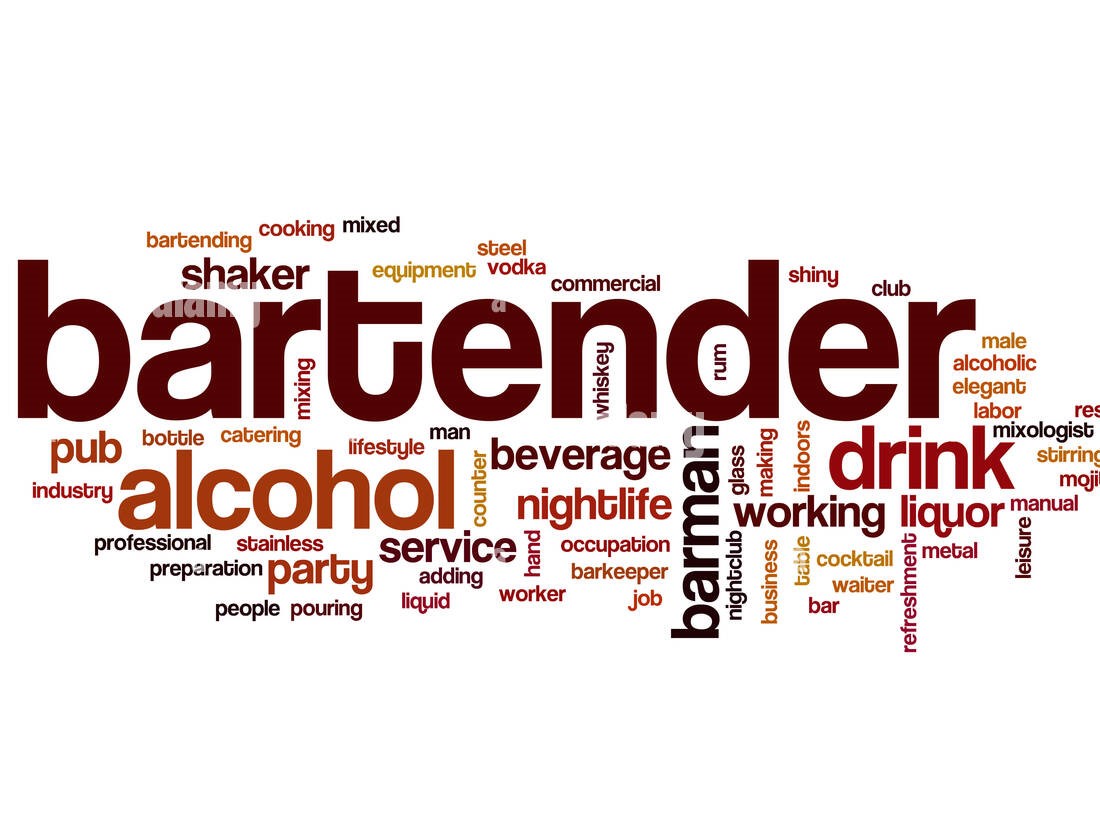 bartending
cooking
mixed
steel
shaker
equipment
vodka
commercial
shiny
club
bartender
mixing
whiskey
rum
male
alcoholic
elegant
labor
mixologist
pub
bottle
catering
lifestyle
man
beverage
counter
barman
glass
making
indoors
drink
stirring
industry
alcohol
nightlife
working
liquor
manual
professional
stainless
service
hand
occupation
nightclub
business
table
cocktail
metal
refreshment
leisure
preparation
party
adding
barkeeper
waiter
people
pouring
liquid
worker
job
bar